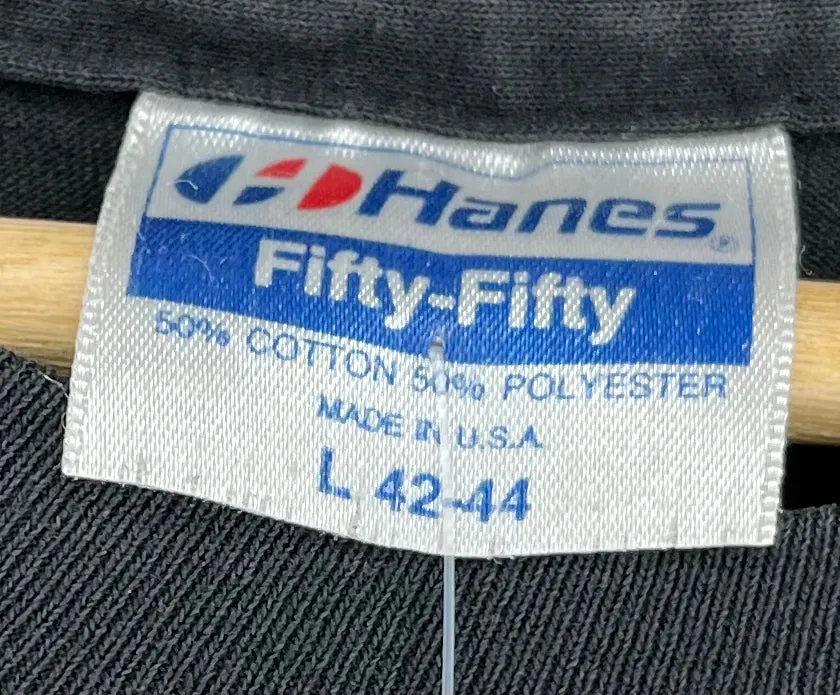 Hanes®
Fifty-Fifty
50% COTTON 50% POLYESTER
MADE IN U.S.A.
L 42-44